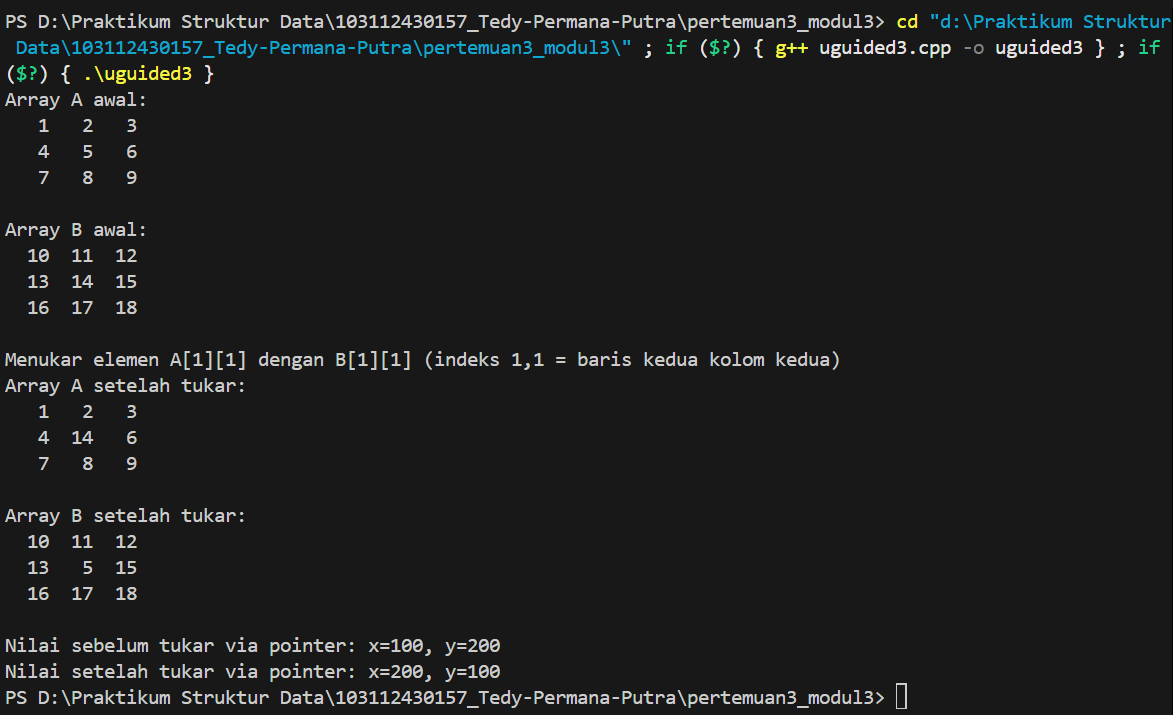 PS D:\Praktikum Struktur Data\103112430157_Tedy-Permana-Putra\pertemuan3_modul3> cd "d:\Praktikum Struktur
 Data\103112430157_Tedy-Permana-Putra\pertemuan3_modul3\" ; if ($?) { g++ uguided3.cpp -o uguided3 } ; if
($?) { .\uguided3 }
Array A awal:
   1   2   3
   4   5   6
   7   8   9

Array B awal:
  10  11  12
  13  14  15
  16  17  18

Menukar elemen A[1][1] dengan B[1][1] (indeks 1,1 = baris kedua kolom kedua)
Array A setelah tukar:
   1   2   3
   4  14   6
   7   8   9

Array B setelah tukar:
  10  11  12
  13   5  15
  16  17  18

Nilai sebelum tukar via pointer: x=100, y=200
Nilai setelah tukar via pointer: x=200, y=100
PS D:\Praktikum Struktur Data\103112430157_Tedy-Permana-Putra\pertemuan3_modul3>